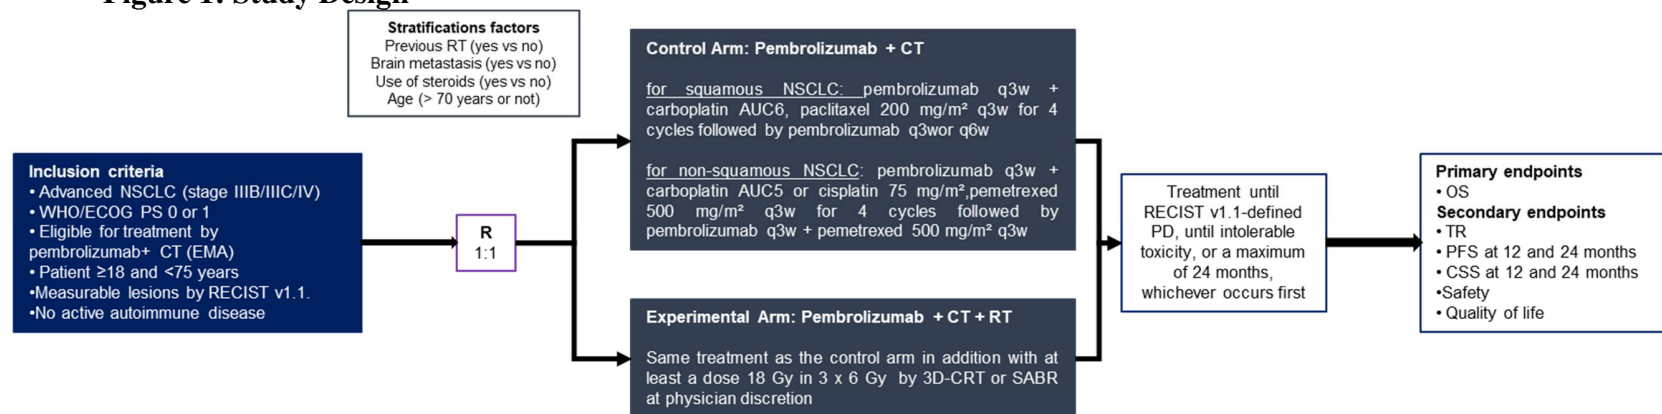 Figure 1. Study Design
Stratifications factors
Previous RT (yes vs no)
Brain metastasis (yes vs no)
Use of steroids (yes vs no)
Age (> 70 years or not)
Inclusion criteria
• Advanced NSCLC (stage IIIB/IIIC/IV)
• WHO/ECOG PS 0 or 1
• Eligible for treatment by
pembrolizumab+ CT (EMA)
• Patient ≥18 and <75 years
•Measurable lesions by RECIST v1.1.
•No active autoimmune disease
R
1:1
Control Arm: Pembrolizumab + CT
for squamous NSCLC: pembrolizumab q3w +
carboplatin AUC6, paclitaxel 200 mg/m² q3w for 4
cycles followed by pembrolizumab q3wor q6w
for non-squamous NSCLC: pembrolizumab q3w +
carboplatin AUC5 or cisplatin 75 mg/m²,pemetrexed
500 mg/m² q3w for 4 cycles followed by
pembrolizumab q3w + pemetrexed 500 mg/m² q3w
Experimental Arm: Pembrolizumab + CT + RT
Same treatment as the control arm in addition with at
least a dose 18 Gy in 3 x 6 Gy by 3D-CRT or SABR
at physician discretion
Treatment until
RECIST v1.1-defined
PD, until intolerable
toxicity, or a maximum
of 24 months,
whichever occurs first
Primary endpoints
• OS
Secondary endpoints
• TR
• PFS at 12 and 24 months
• CSS at 12 and 24 months
•Safety
• Quality of life